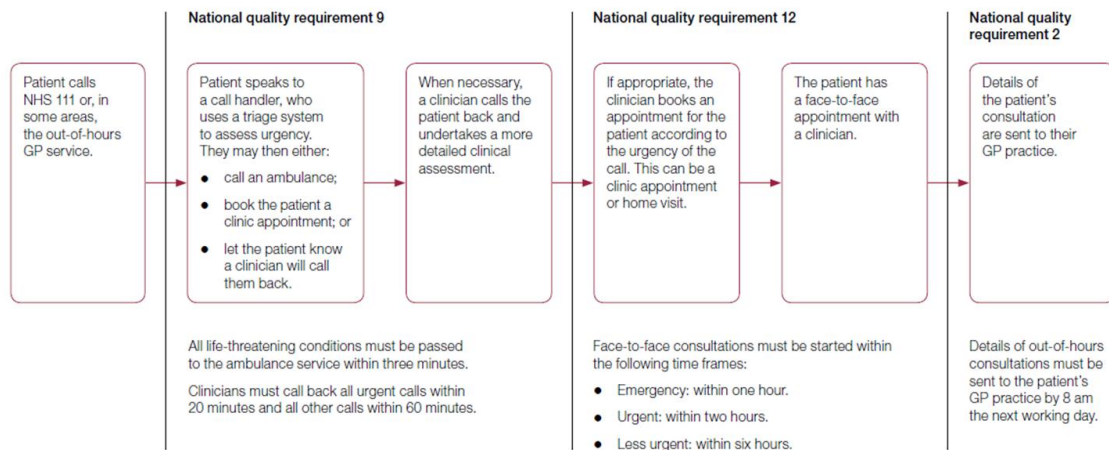 National quality requirement 9
National quality requirement 12
National quality
requirement 2
Patient calls
NHS 111 or, in
some areas,
the out-of-hours
GP service.
Patient speaks to
a call handler, who
uses a triage system
to assess urgency.
They may then either:
● call an ambulance;
● book the patient a
clinic appointment; or
● let the patient know
a clinician will call
them back.
When necessary,
a clinician calls the
patient back and
undertakes a more
detailed clinical
assessment.
If appropriate, the
clinician books an
appointment for the
patient according to
the urgency of the
call. This can be a
clinic appointment
or home visit.
The patient has
a face-to-face
appointment with
a clinician.
Details of
the patient's
consultation
are sent to their
GP practice.
All life-threatening conditions must be passed
to the ambulance service within three minutes.
Clinicians must call back all urgent calls within
20 minutes and all other calls within 60 minutes.
Face-to-face consultations must be started within
the following time frames:
● Emergency: within one hour.
● Urgent: within two hours.
● Less urgent: within six hours.
Details of out-of-hours
consultations must be
sent to the patient's
GP practice by 8 am
the next working day.